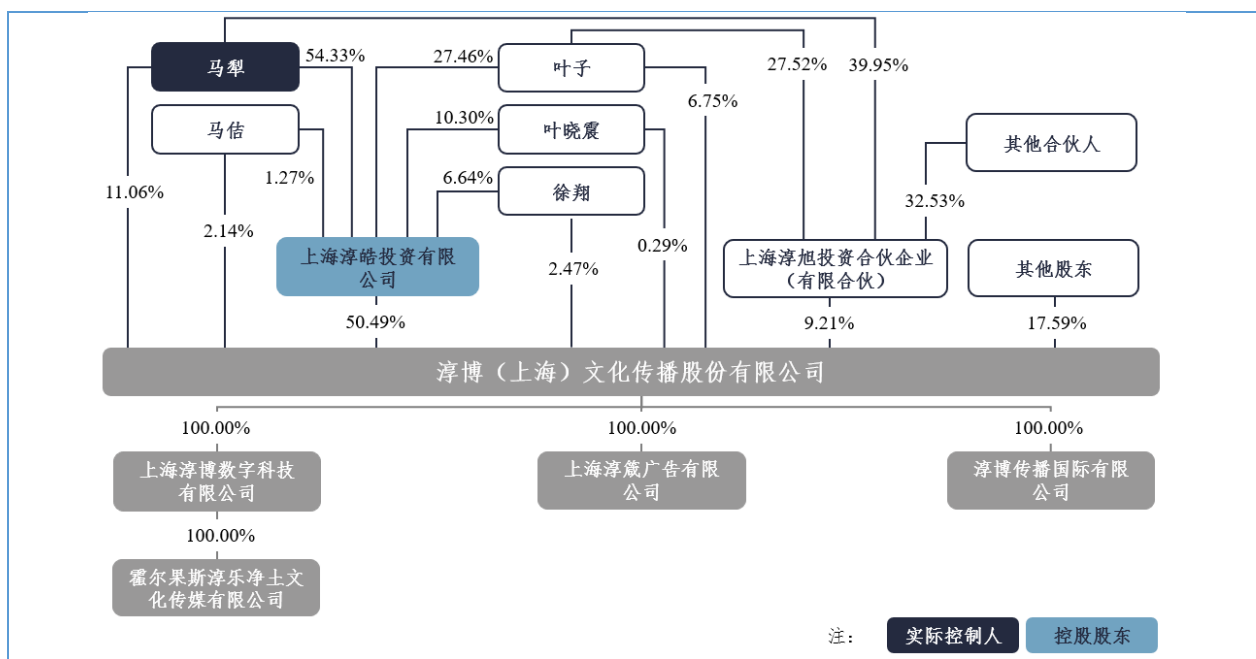 马犁
54.33%
27.46%
叶子
27.52%
39.95%
6.75%
马佶
10.30%
叶晓震
其他合伙人
11.06%
1.27%
6.64%
徐翔
32.53%
2.14%
上海淳皓投资有限
公司
2.47%
0.29%
上海淳旭投资合伙企业
（有限合伙）
其他股东
50.49%
9.21%
17.59%
淳博（上海）文化传播股份有限公司
100.00%
100.00%
100.00%
上海淳博数字科技
有限公司
上海淳箴广告有限
公司
淳博传播国际有限
公司
100.00%
霍尔果斯淳乐净土文
化传媒有限公司
注：
实际控制人
控股股东